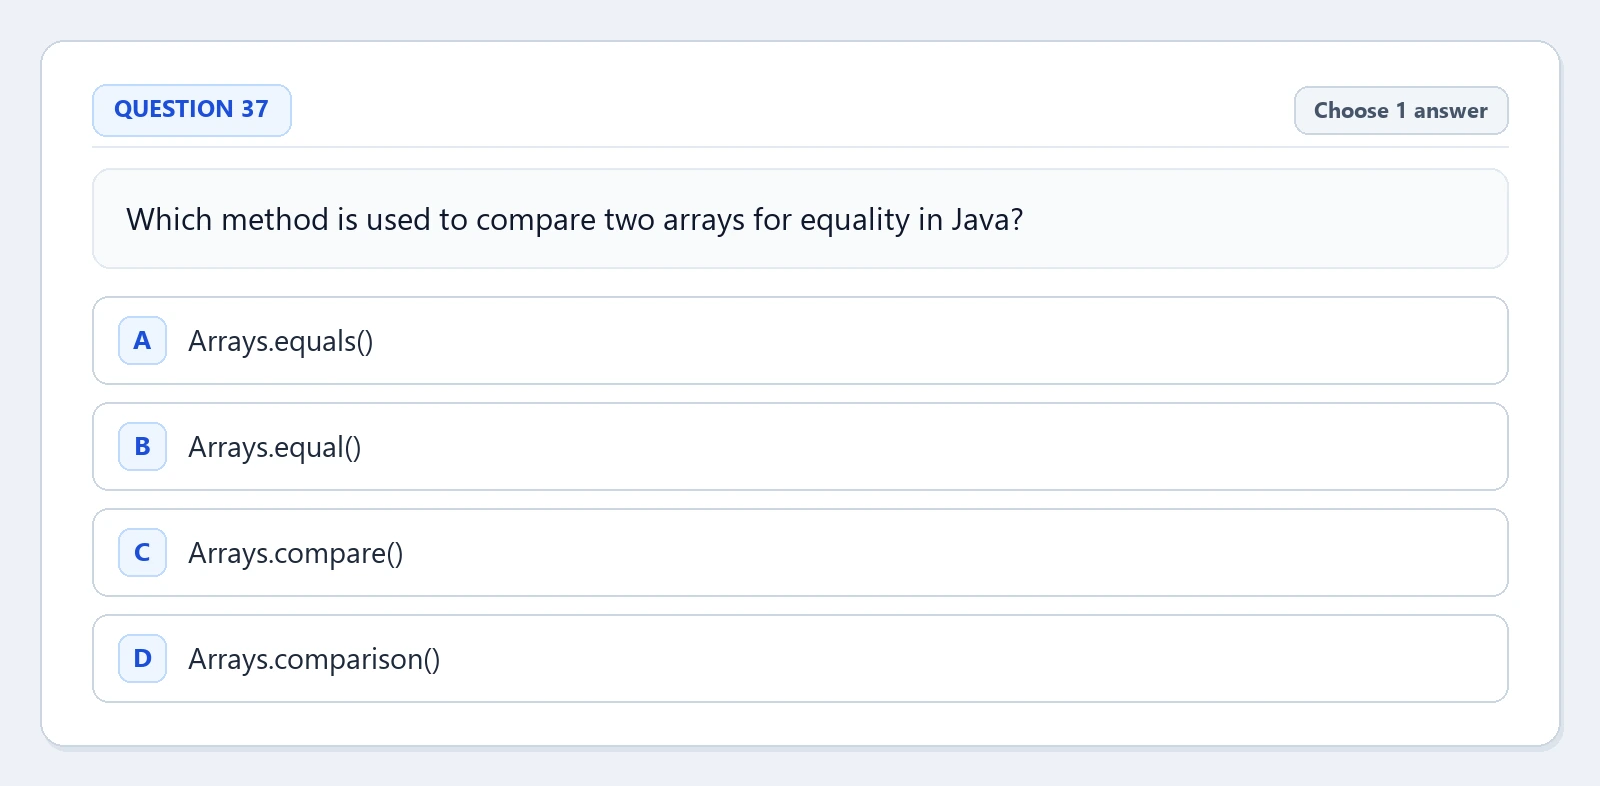 QUESTION 37
Choose 1 answer
Which method is used to compare two arrays for equality in Java?
A Arrays.equals()
B Arrays.equal()
C Arrays.compare()
D Arrays.comparison()